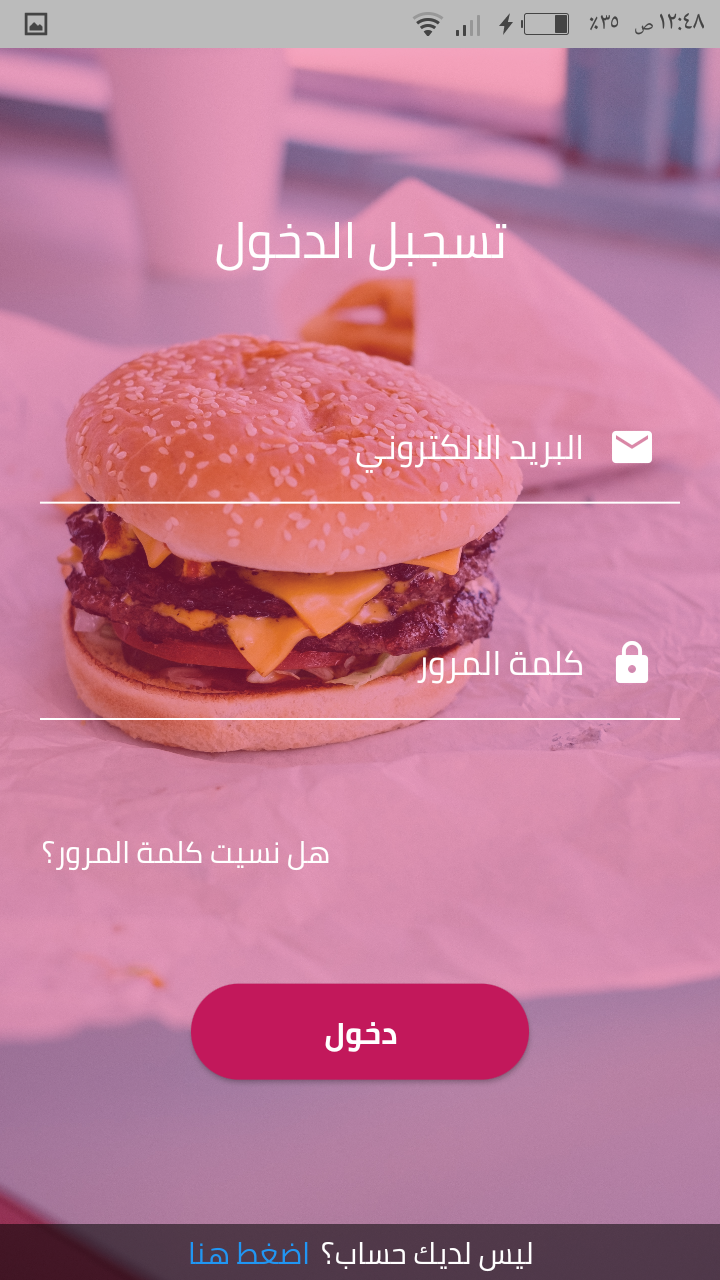 ١٢:٤٨ ص ٣٥٪
تسجبل الدخول
البريد الالكتروني
كلمة المرور
هل نسيت كلمة المرور؟
دخول
ليس لديك حساب؟ اضغط هنا